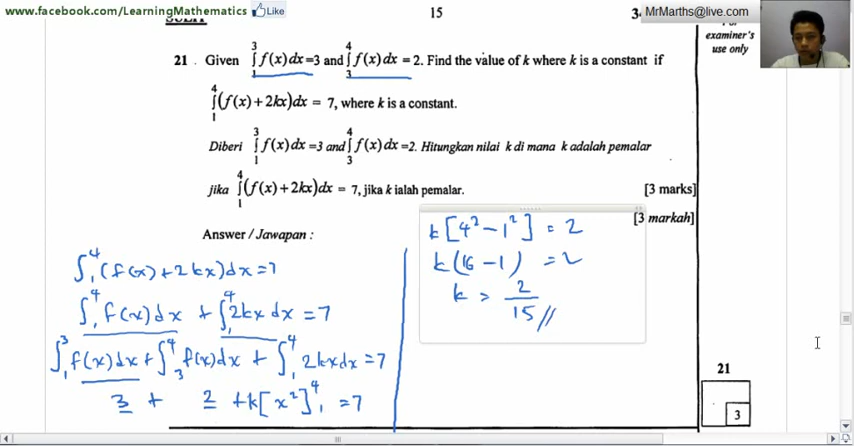 www.facebook.com/LearningMathematics Like
15
MrMarths@live.com
examiner's
use only
21 . Given ∫₁³ f(x)dx =3 and ∫₃⁴ f(x)dx = 2. Find the value of k where k is a constant if
∫₁⁴ (f(x)+2kx)dx = 7, where k is a constant.
Diberi ∫₁³ f(x)dx =3 and ∫₃⁴ f(x)dx =2. Hitungkan nilai k di mana k adalah pemalar
jika ∫₁⁴ (f(x)+2kx)dx = 7, jika k ialah pemalar.
[3 marks]
[3 markah]
Answer / Jawapan :
∫₁⁴ (f(x)+2kx)dx=7
∫₁⁴ f(x)dx + ∫₁⁴ 2kx dx = 7
∫₁³ f(x)dx + ∫₃⁴ f(x)dx + ∫₁⁴ 2kxdx = 7
3 + 2 + k[x²]₁⁴ = 7
k[4²-1²] = 2
k(16-1) = 2
k = 2/15 //
21
3